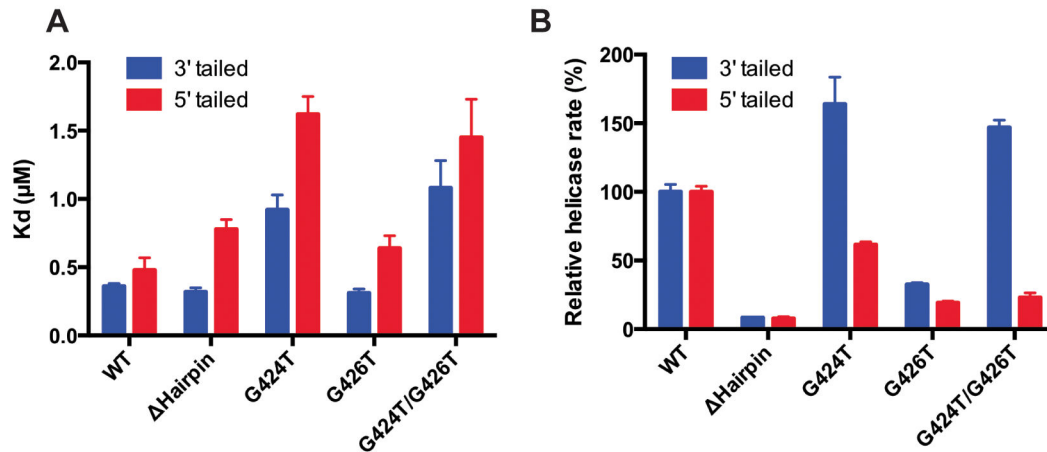 A
3' tailed
5' tailed
Kd (µM)
2.0
1.5
1.0
0.5
0.0
WT
ΔHairpin
G424T
G426T
G424T/G426T
B
3' tailed
5' tailed
Relative helicase rate (%)
200
150
100
50
0
WT
ΔHairpin
G424T
G426T
G424T/G426T